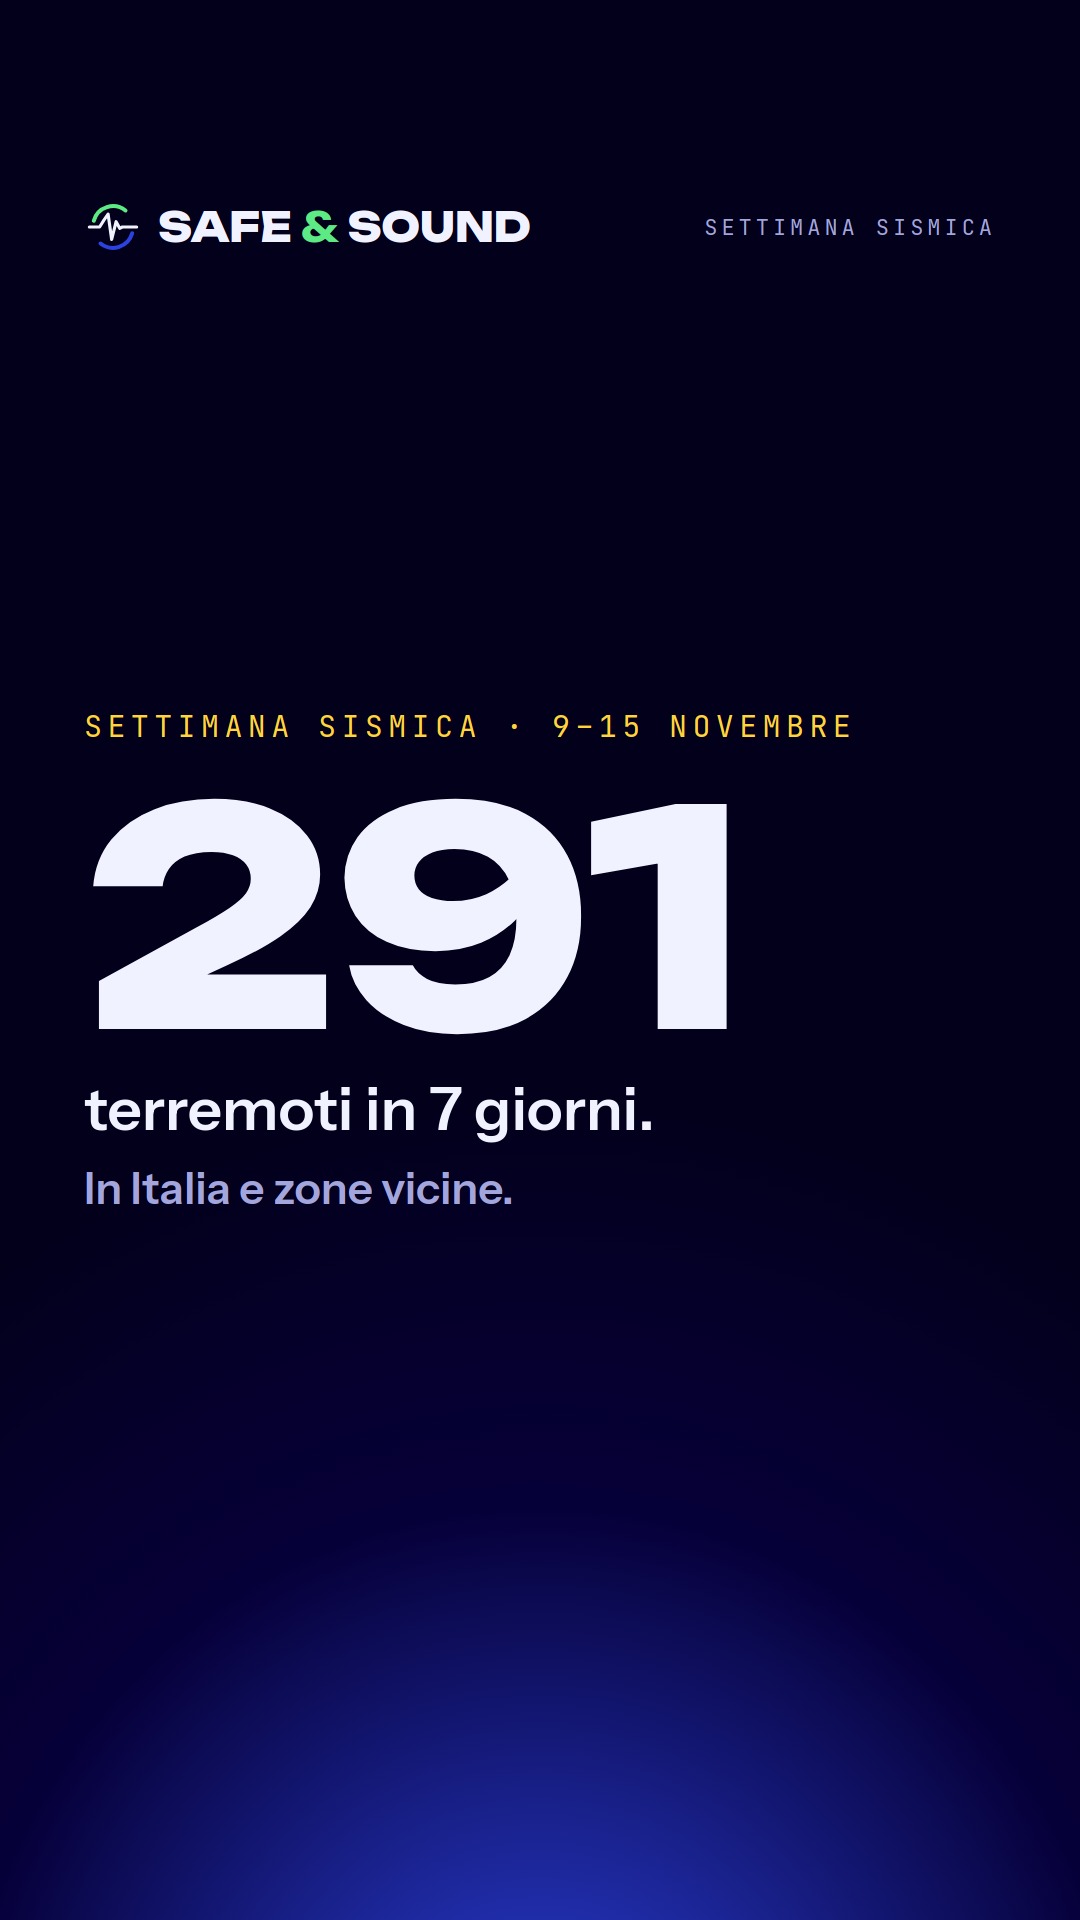 SAFE & SOUND
SETTIMANA SISMICA
SETTIMANA SISMICA · 9–15 NOVEMBRE
291
terremoti in 7 giorni.
In Italia e zone vicine.